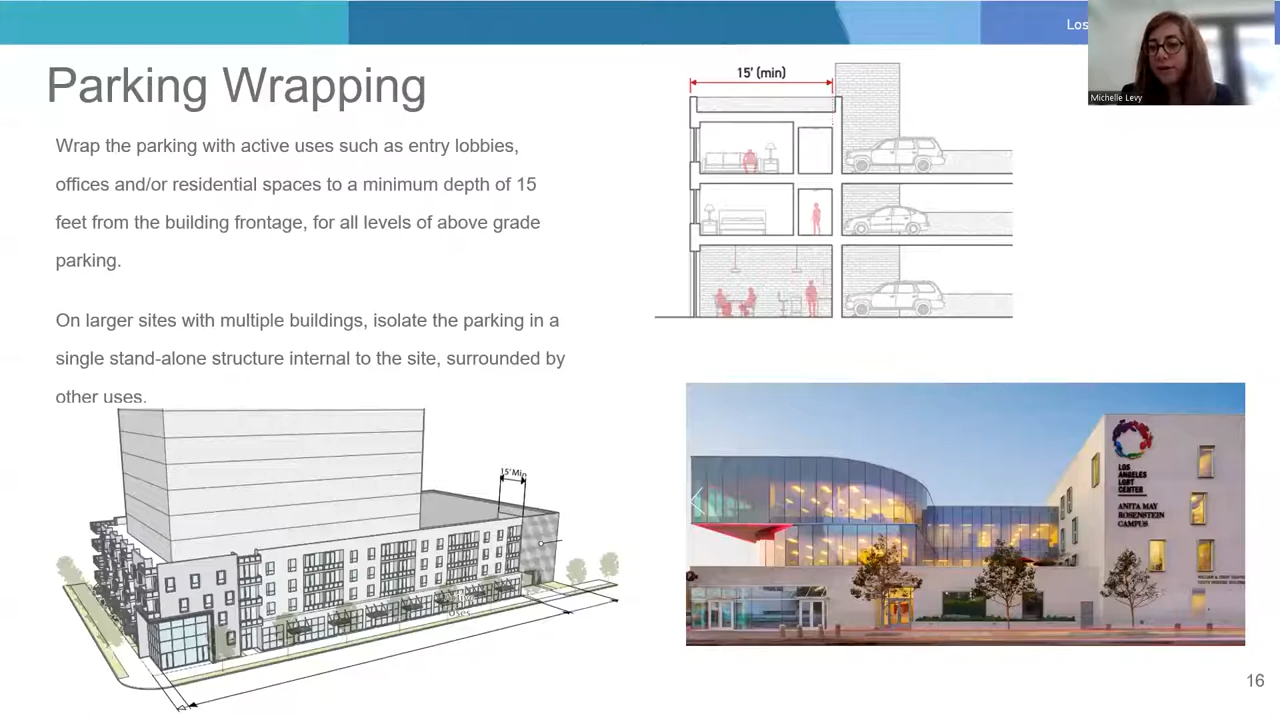 Los
Michelle Levy
Parking Wrapping
Wrap the parking with active uses such as entry lobbies,
offices and/or residential spaces to a minimum depth of 15
feet from the building frontage, for all levels of above grade
parking.
On larger sites with multiple buildings, isolate the parking in a
single stand-alone structure internal to the site, surrounded by
other uses.
15' (min)
15' Min
LOS
ANGELES
LGBT
CENTER
ANITA MAY
ROSENSTEIN
CAMPUS
16